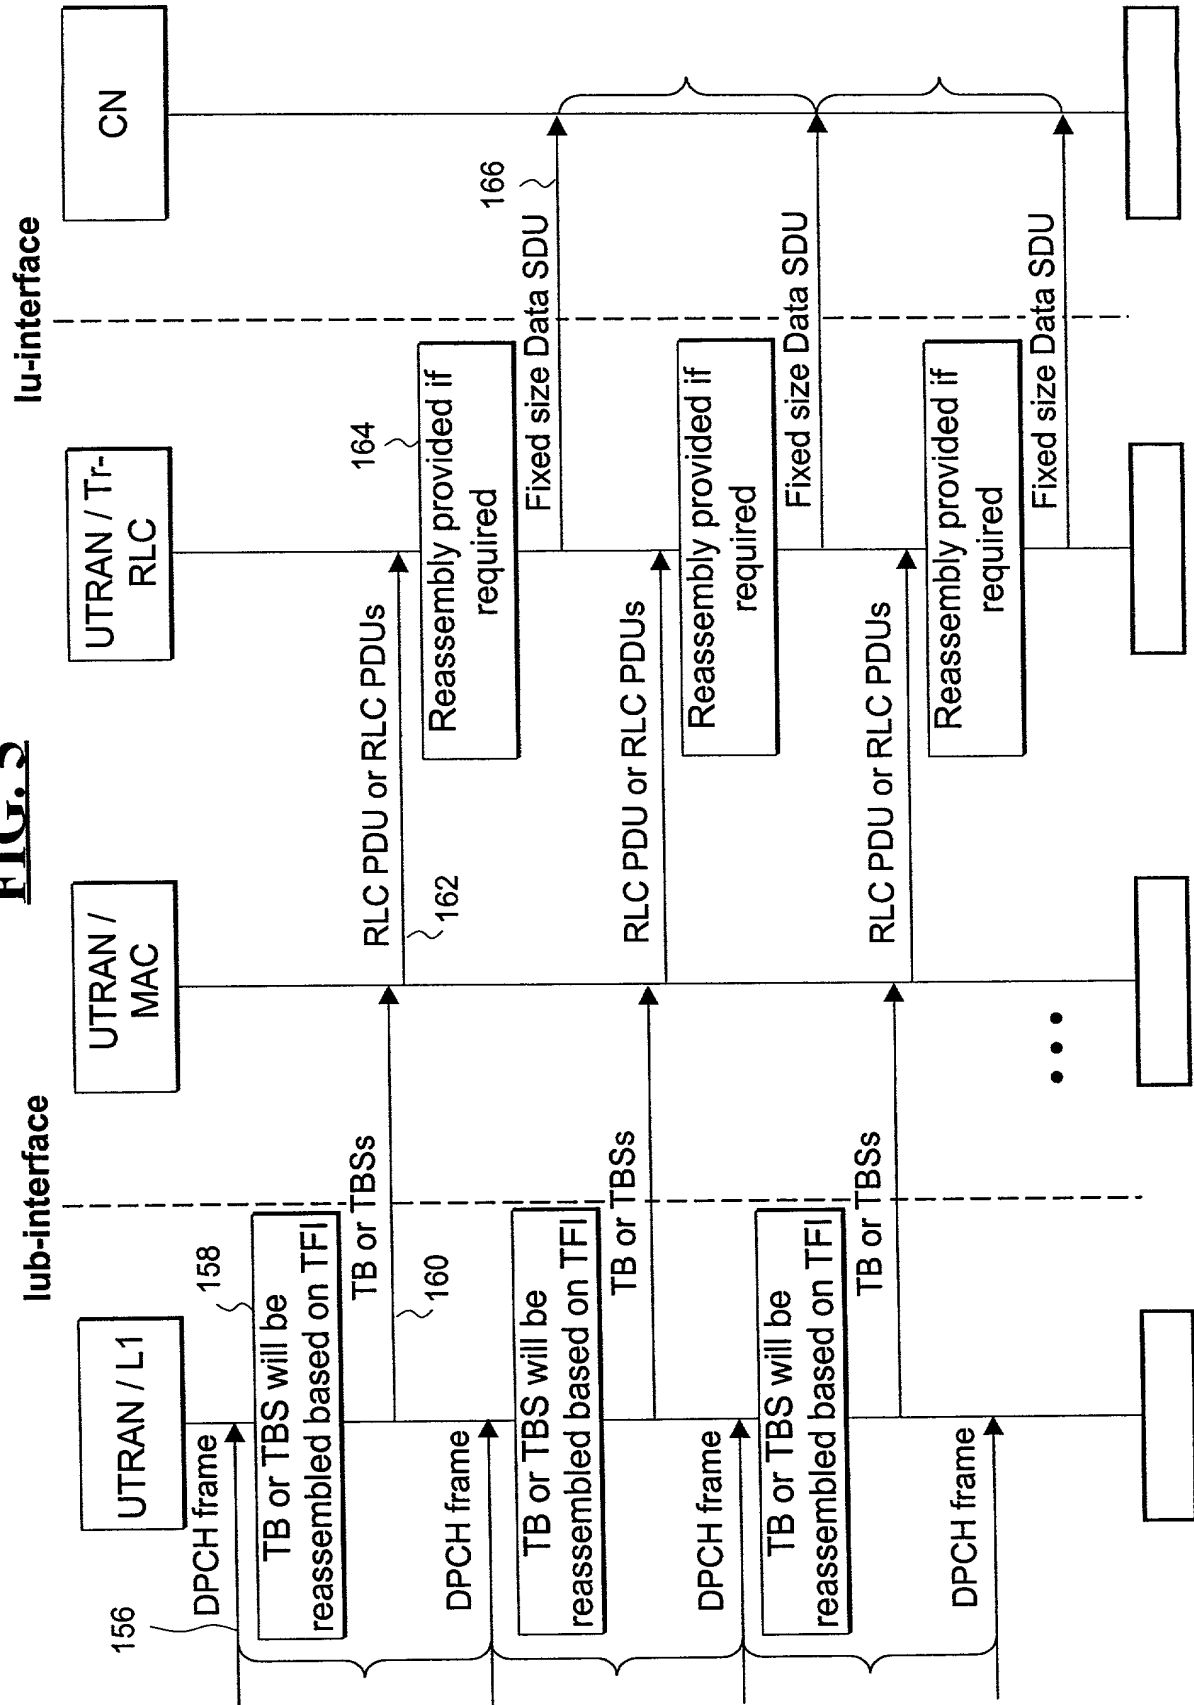 FIG. 5
Iub-interface
Iu-interface
UTRAN / L1
UTRAN /
MAC
UTRAN / Tr-
RLC
CN
156
DPCH frame
158
TB or TBS will be
reassembled based on TFI
TB or TBSs
160
RLC PDU or RLC PDUs
162
164
Reassembly provided if
required
Fixed size Data SDU
166
DPCH frame
TB or TBS will be
reassembled based on TFI
TB or TBSs
RLC PDU or RLC PDUs
Reassembly provided if
required
Fixed size Data SDU
DPCH frame
TB or TBS will be
reassembled based on TFI
TB or TBSs
RLC PDU or RLC PDUs
Reassembly provided if
required
Fixed size Data SDU
DPCH frame